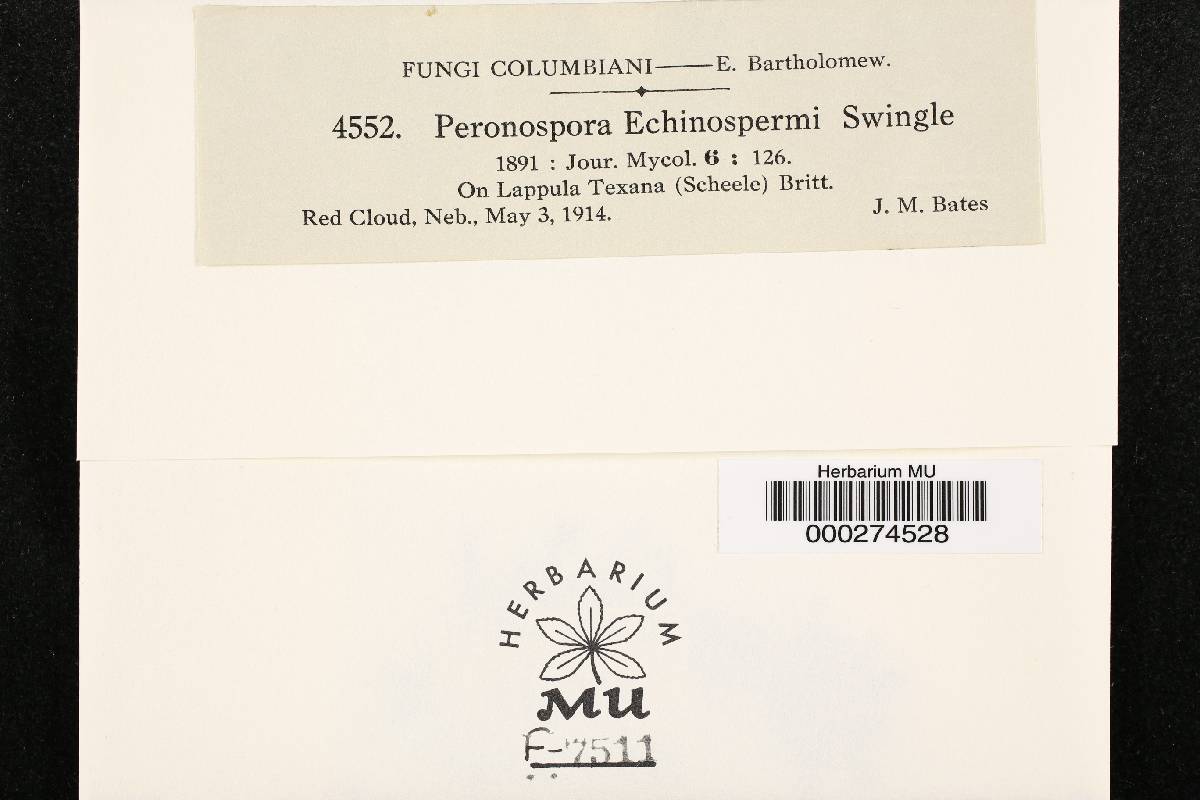 FUNGI COLUMBIANI——E. Bartholomew.
4552. Peronospora Echinospermi Swingle
1891 : Jour. Mycol. 6 : 126.
On Lappula Texana (Scheele) Britt.
Red Cloud, Neb., May 3, 1914. J. M. Bates
Herbarium MU
000274528
HERBARIUM
MU
F-7511